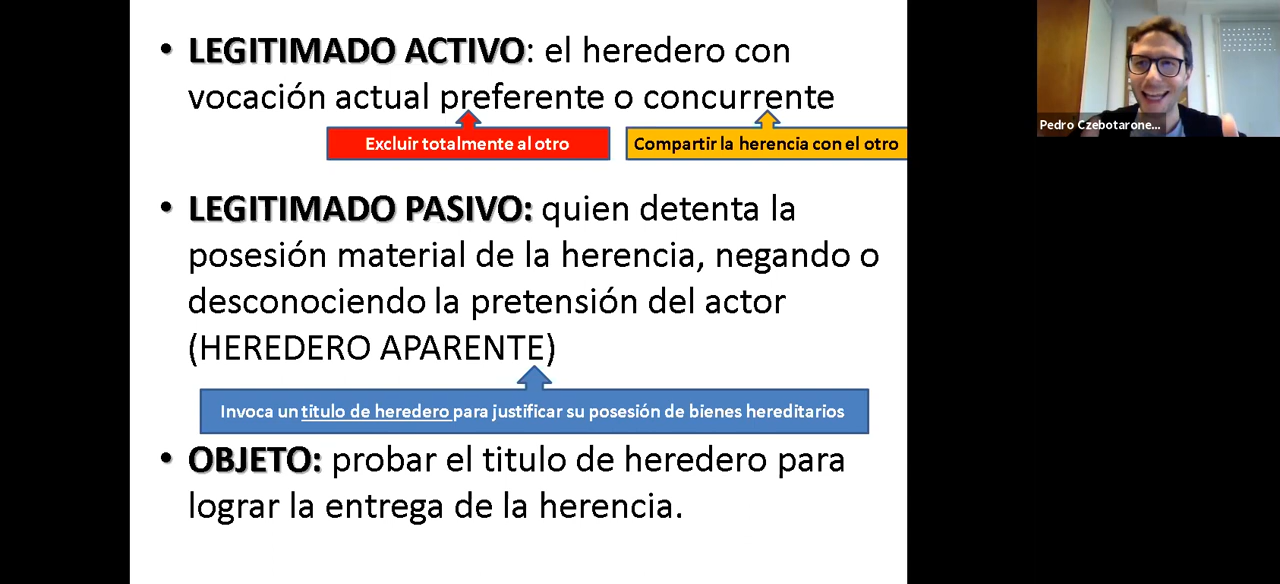 • LEGITIMADO ACTIVO: el heredero con
vocación actual preferente o concurrente
Excluir totalmente al otro
Compartir la herencia con el otro
• LEGITIMADO PASIVO: quien detenta la
posesión material de la herencia, negando o
desconociendo la pretensión del actor
(HEREDERO APARENTE)
Invoca un titulo de heredero para justificar su posesión de bienes hereditarios
• OBJETO: probar el titulo de heredero para
lograr la entrega de la herencia.
Pedro Czebotarone...